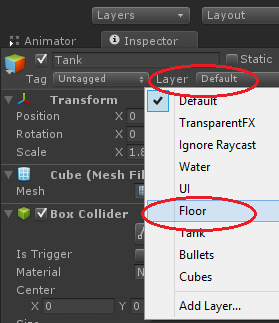 Layers Layout
Animator Inspector
Tank Static
Tag Untagged Layer Default
Default
Transform
TransparentFX
Position X 0
Ignore Raycast
Rotation X 0
Scale X 1.8
Water
Cube (Mesh Fil
UI
Mesh
Floor
Box Collider
Tank
Is Trigger
Bullets
Material N
Cubes
Center
X 0 Y 0
Add Layer...
Size